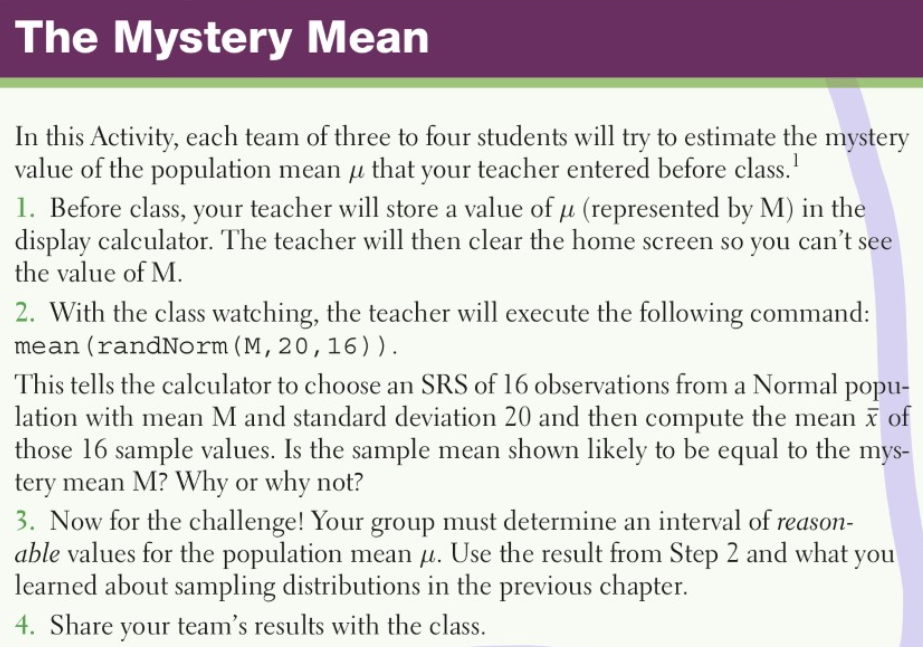 The Mystery Mean
In this Activity, each team of three to four students will try to estimate the mystery
value of the population mean μ that your teacher entered before class.¹
1. Before class, your teacher will store a value of μ (represented by M) in the
display calculator. The teacher will then clear the home screen so you can't see
the value of M.
2. With the class watching, the teacher will execute the following command:
mean(randNorm(M,20,16)).
This tells the calculator to choose an SRS of 16 observations from a Normal popu-
lation with mean M and standard deviation 20 and then compute the mean x̅ of
those 16 sample values. Is the sample mean shown likely to be equal to the mys-
tery mean M? Why or why not?
3. Now for the challenge! Your group must determine an interval of reason-
able values for the population mean μ. Use the result from Step 2 and what you
learned about sampling distributions in the previous chapter.
4. Share your team's results with the class.